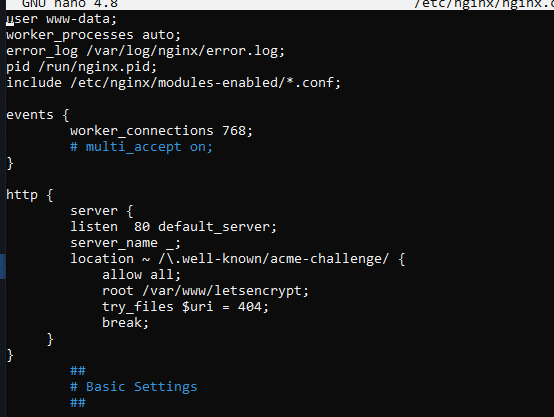 GNU nano 4.8 /etc/nginx/nginx.c
user www-data;
worker_processes auto;
error_log /var/log/nginx/error.log;
pid /run/nginx.pid;
include /etc/nginx/modules-enabled/*.conf;

events {
        worker_connections 768;
        # multi_accept on;
}

http {
        server {
        listen  80 default_server;
        server_name _;
        location ~ /\.well-known/acme-challenge/ {
            allow all;
            root /var/www/letsencrypt;
            try_files $uri = 404;
            break;
     }
}
        ##
        # Basic Settings
        ##